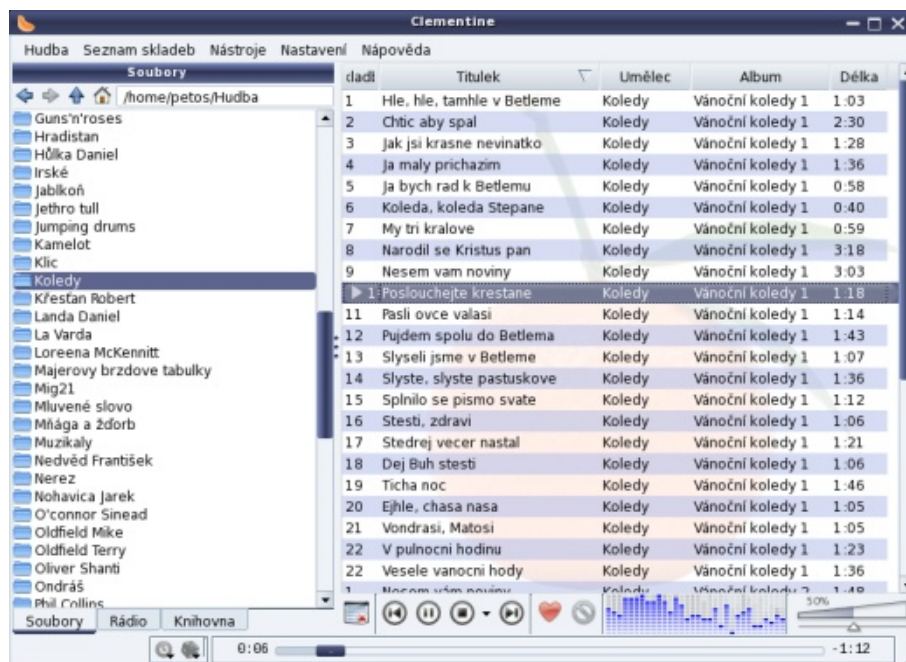 Clementine
Hudba Seznam skladeb Nástroje Nastavení Nápověda
Soubory
/home/petos/Hudba
Guns'n'roses
Hradistan
Hůlka Daniel
Irské
Jablkoň
Jethro tull
Jumping drums
Kamelot
Klic
Koledy
Křesťan Robert
Landa Daniel
La Varda
Loreena McKennitt
Majerovy brzdove tabulky
Mig21
Mluvené slovo
Mňága a žďorb
Muzikaly
Nedvěd František
Nerez
Nohavica Jarek
O'connor Sinead
Oldfield Mike
Oldfield Terry
Oliver Shanti
Ondráš
Phil Collins
Soubory Rádio Knihovna
Titulek Umělec Album Délka
1 Hle, hle, tamhle v Betleme Koledy Vánoční koledy 1 1:03
2 Chtic aby spal Koledy Vánoční koledy 1 2:30
3 Jak jsi krasne nevinatko Koledy Vánoční koledy 1 1:28
4 Ja maly prichazim Koledy Vánoční koledy 1 1:36
5 Ja bych rad k Betlemu Koledy Vánoční koledy 1 0:58
6 Koleda, koleda Stepane Koledy Vánoční koledy 1 0:40
7 My tri kralove Koledy Vánoční koledy 1 0:59
8 Narodil se Kristus pan Koledy Vánoční koledy 1 3:18
9 Nesem vam noviny Koledy Vánoční koledy 1 3:03
1 Poslouchejte krestane Koledy Vánoční koledy 1 1:18
11 Pasli ovce valasi Koledy Vánoční koledy 1 1:14
12 Pujdem spolu do Betlema Koledy Vánoční koledy 1 1:43
13 Slyseli jsme v Betleme Koledy Vánoční koledy 1 1:07
14 Slyste, slyste pastuskove Koledy Vánoční koledy 1 1:36
15 Splnilo se pismo svate Koledy Vánoční koledy 1 1:12
16 Stesti, zdravi Koledy Vánoční koledy 1 1:06
17 Stedrej vecer nastal Koledy Vánoční koledy 1 1:21
18 Dej Buh stesti Koledy Vánoční koledy 1 1:06
19 Ticha noc Koledy Vánoční koledy 1 1:46
20 Ejhle, chasa nasa Koledy Vánoční koledy 1 1:05
21 Vondrasi, Matosi Koledy Vánoční koledy 1 1:05
22 V pulnocni hodinu Koledy Vánoční koledy 1 1:23
22 Vesele vanocni hody Koledy Vánoční koledy 1 1:36
1 Nesem vám noviny Koledy Vánoční koledy 2 1:48
50%
0:06 -1:12